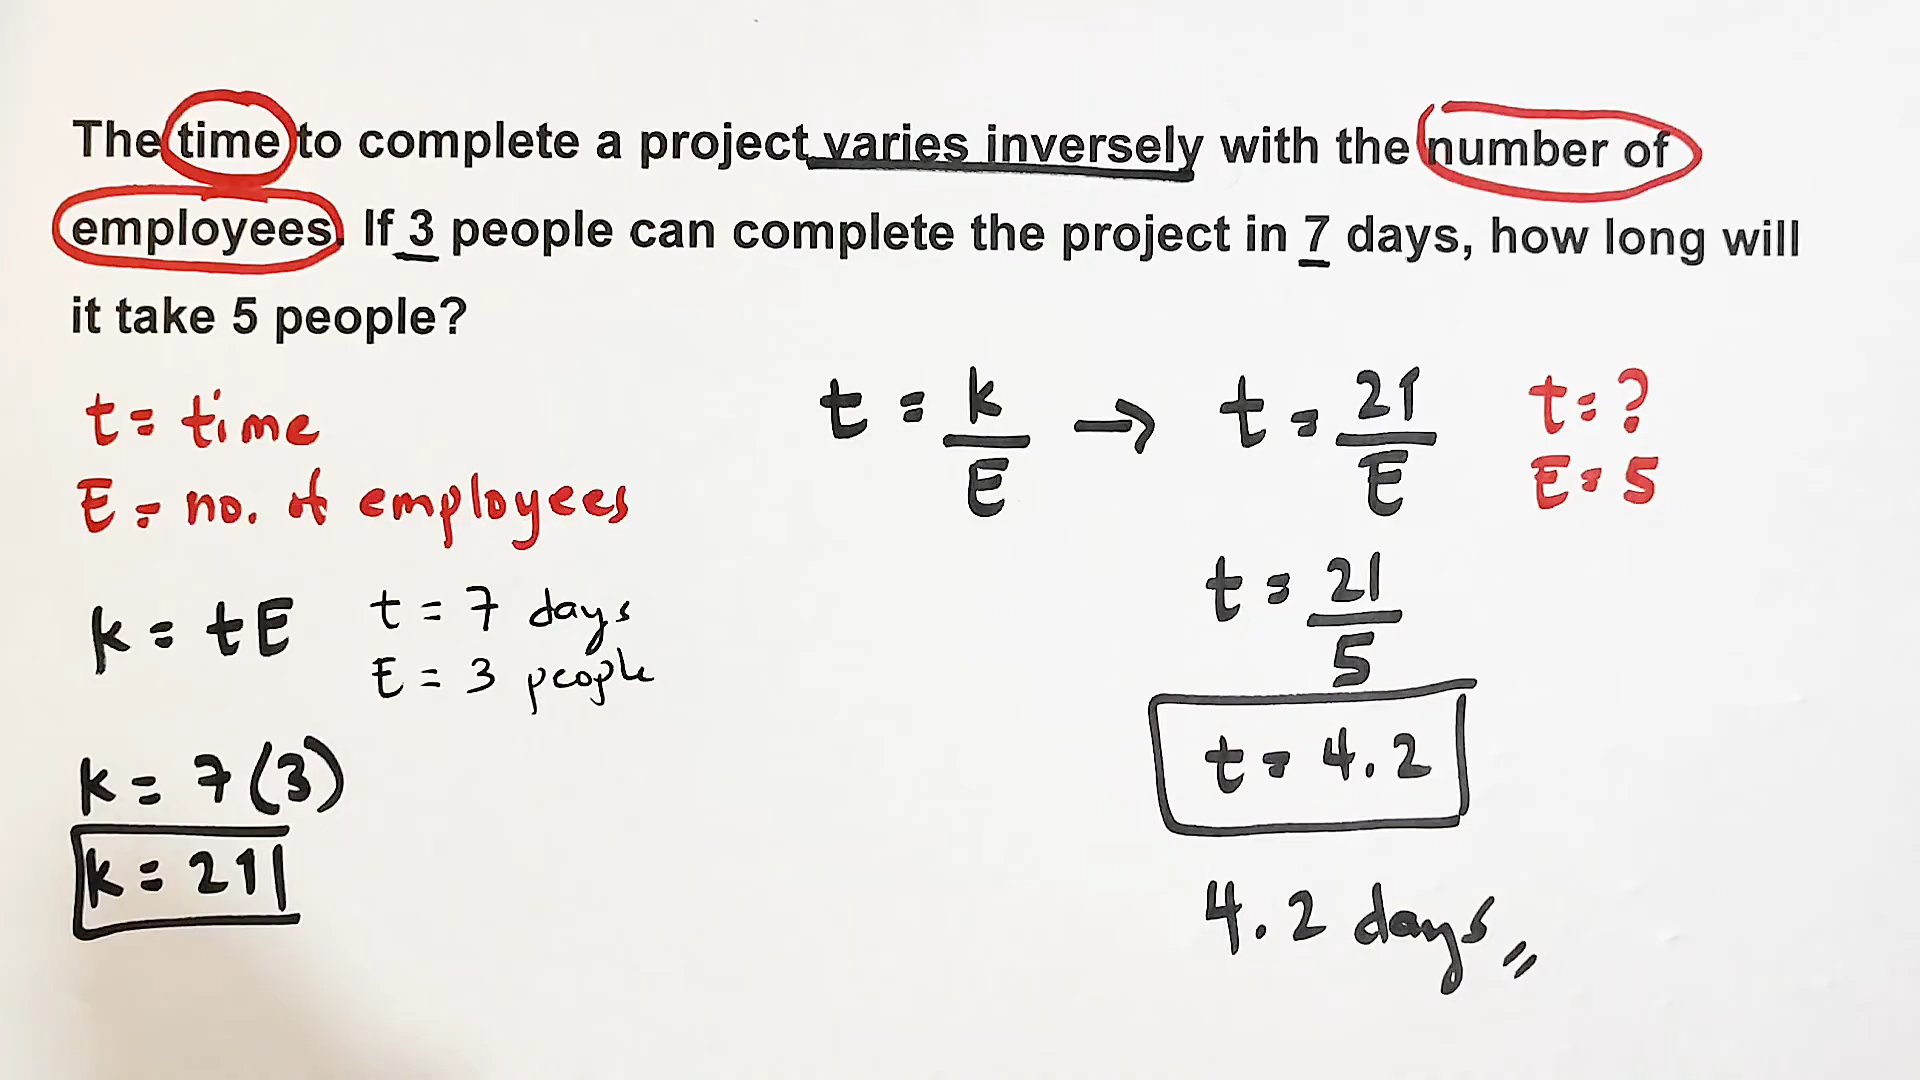 The time to complete a project varies inversely with the number of
employees. If 3 people can complete the project in 7 days, how long will
it take 5 people?
t = time
E = no. of employees
k = tE
t = 7 days
E = 3 people
k = 7(3)
k = 21
t = k/E → t = 21/E
t = ?
E = 5
t = 21/5
t = 4.2
4.2 days